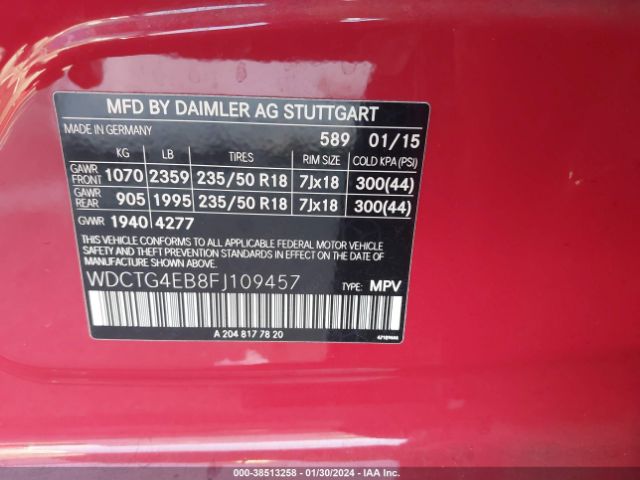 MFD BY DAIMLER AG STUTTGART
MADE IN GERMANY 589 01/15
KG LB TIRES RIM SIZE COLD KPA (PSI)
GAWR FRONT 1070 2359 235/50 R18 7Jx18 300(44)
GAWR REAR 905 1995 235/50 R18 7Jx18 300(44)
GVWR 1940 4277
THIS VEHICLE CONFORMS TO ALL APPLICABLE FEDERAL MOTOR VEHICLE
SAFETY, BUMPER, AND THEFT PREVENTION STANDARDS IN EFFECT ON THE
DATE OF MANUFACTURE SHOWN ABOVE.
WDCTG4EB8FJ109457 TYPE: MPV
A 204 817 78 20
000-38513258 - 01/30/2024 - IAA Inc.